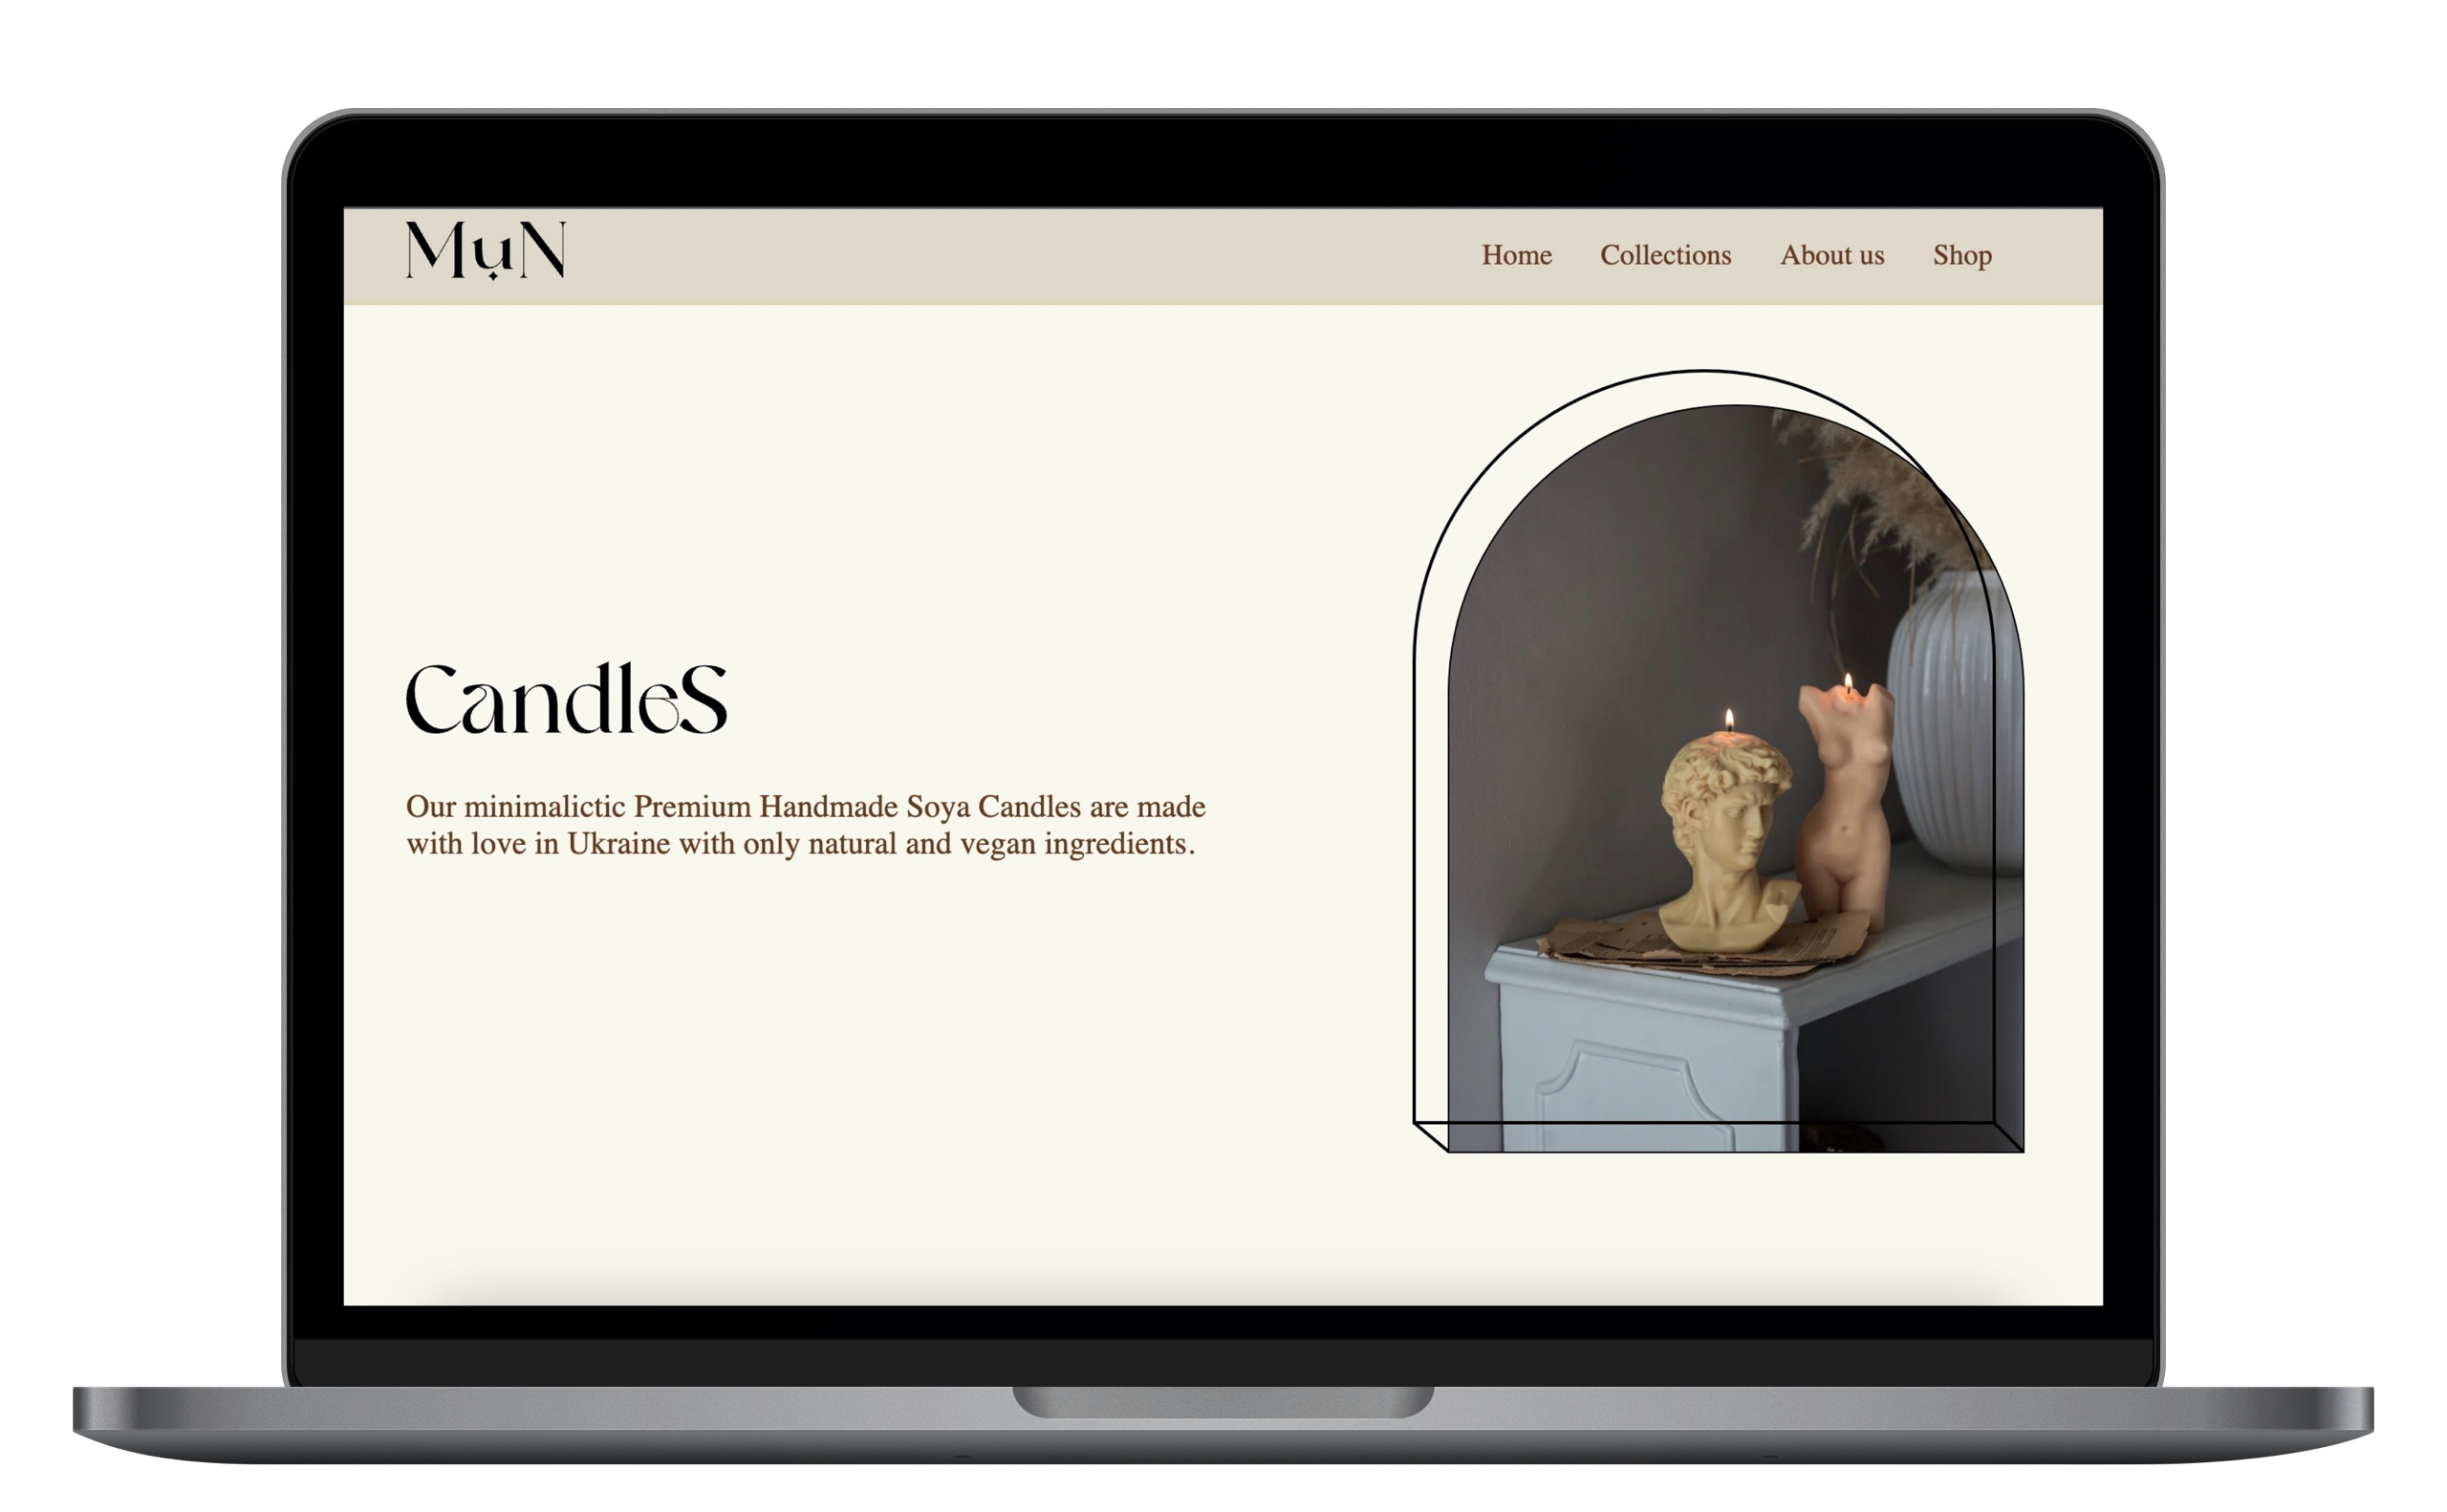 MuN
Home Collections About us Shop
CandleS
Our minimalictic Premium Handmade Soya Candles are made
with love in Ukraine with only natural and vegan ingredients.